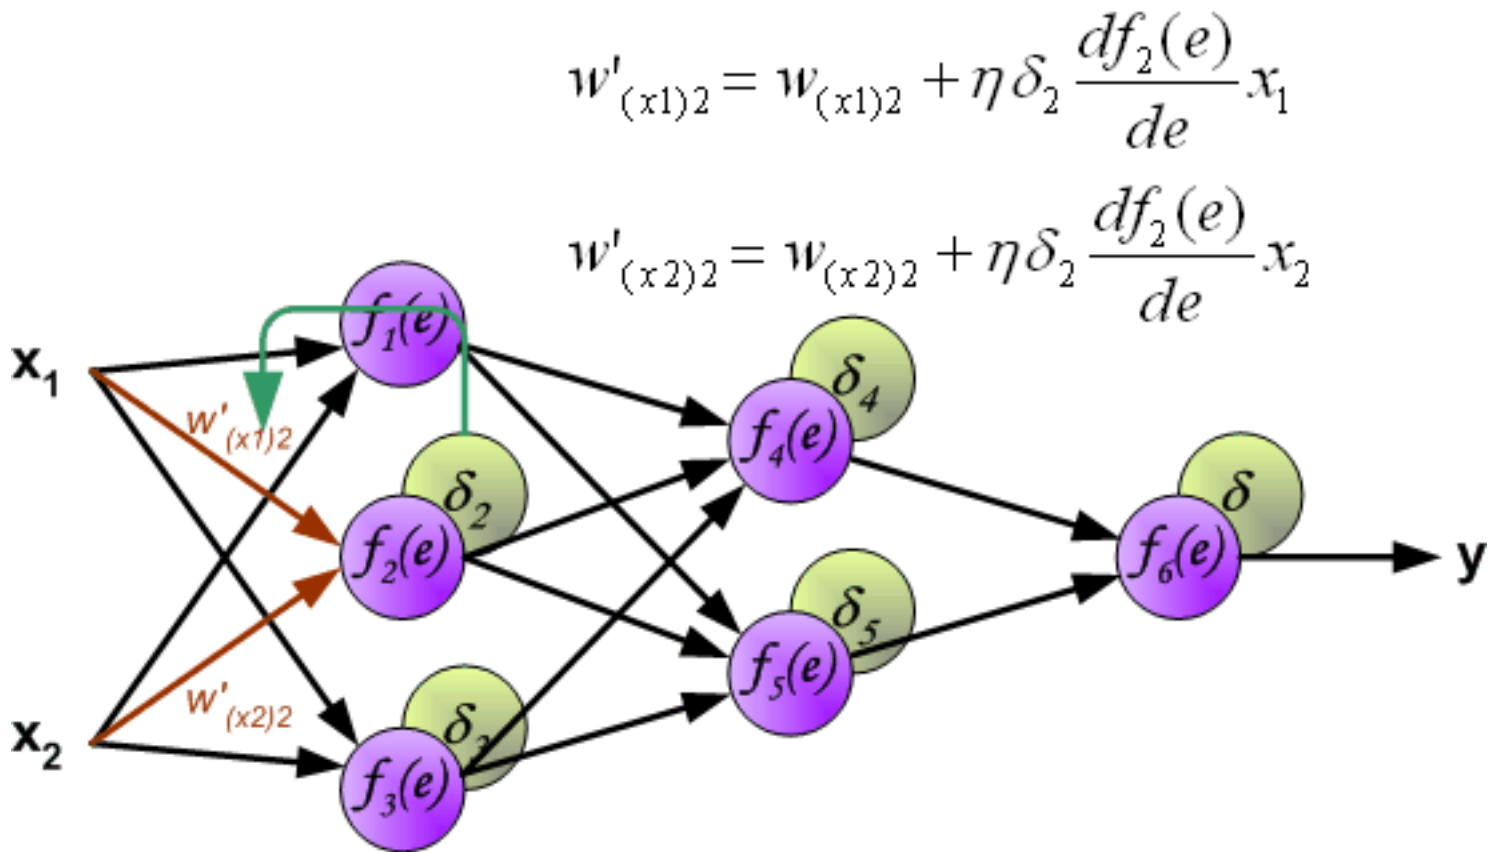 w'₍ₓ₁₎₂ = w₍ₓ₁₎₂ + η δ₂ df₂(e)/de x₁
w'₍ₓ₂₎₂ = w₍ₓ₂₎₂ + η δ₂ df₂(e)/de x₂
f₁(e)
x₁
δ₄
w'₍ₓ₁₎₂
f₄(e)
δ₂
δ
f₂(e)
f₆(e)
y
δ₅
f₅(e)
w'₍ₓ₂₎₂
δ₃
x₂
f₃(e)